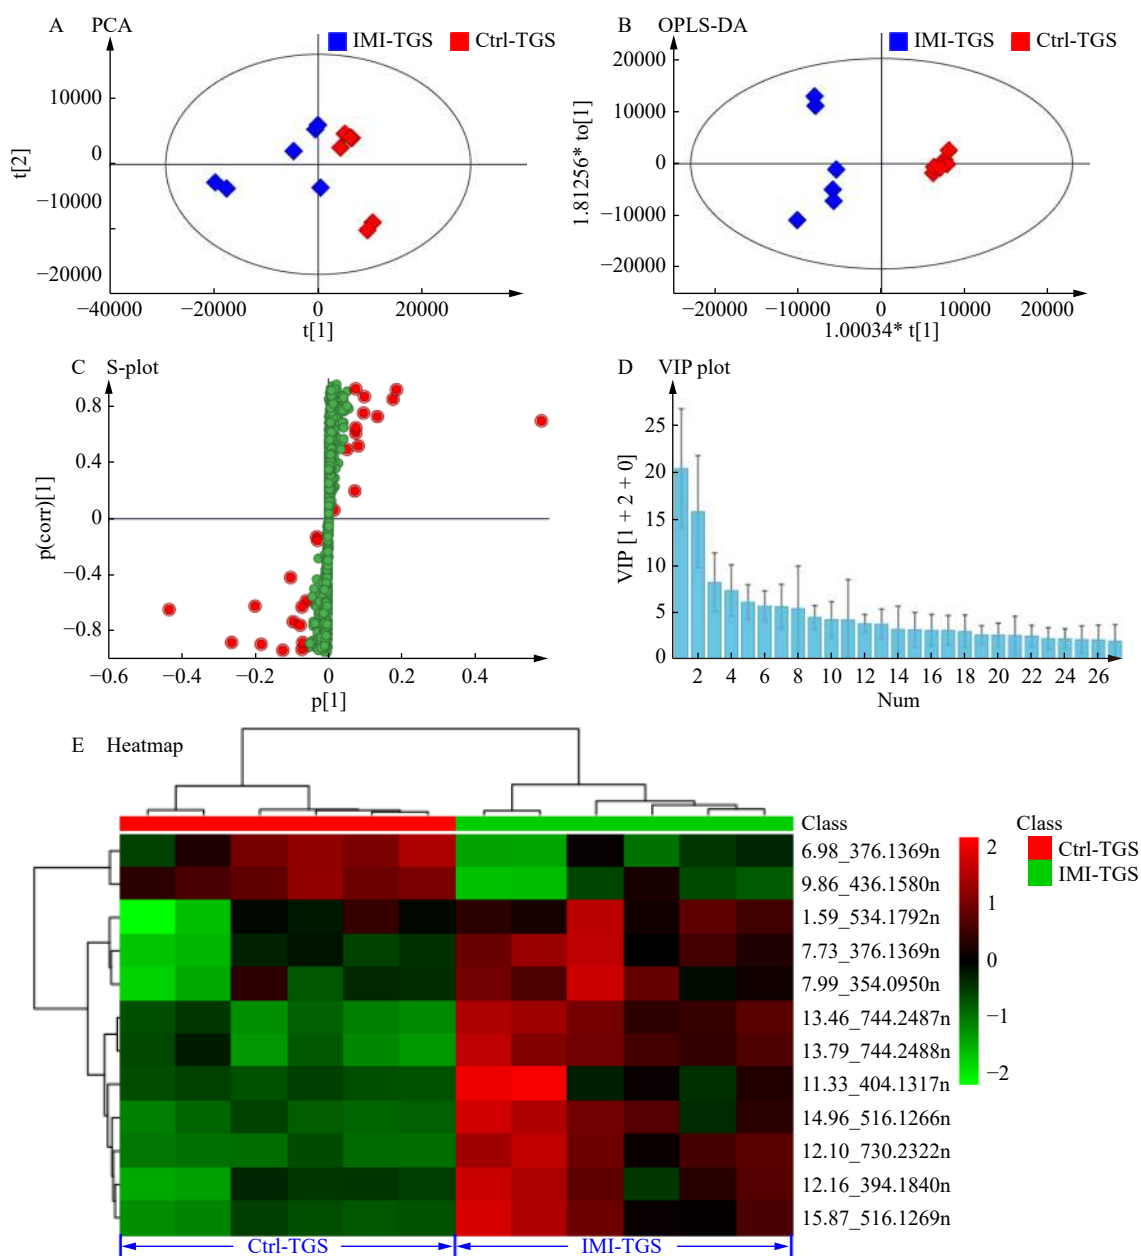 A PCA
IMI-TGS Ctrl-TGS
10000
0
−10000
−20000
t[2]
−40000 −20000 0 20000
t[1]
B OPLS-DA
IMI-TGS Ctrl-TGS
20000
10000
0
−10000
−20000
1.81256* to[1]
−20000 −10000 0 10000 20000
1.00034* t[1]
C S-plot
0.8
0.4
0
−0.4
−0.8
p(corr)[1]
−0.6 −0.4 −0.2 0 0.2 0.4
p[1]
D VIP plot
25
20
15
10
5
0
VIP [1 + 2 + 0]
2 4 6 8 10 12 14 16 18 20 22 24 26
Num
E Heatmap
Class
6.98_376.1369n
9.86_436.1580n
1.59_534.1792n
7.73_376.1369n
7.99_354.0950n
13.46_744.2487n
13.79_744.2488n
11.33_404.1317n
14.96_516.1266n
12.10_730.2322n
12.16_394.1840n
15.87_516.1269n
2
1
0
−1
−2
Class
Ctrl-TGS
IMI-TGS
Ctrl-TGS IMI-TGS